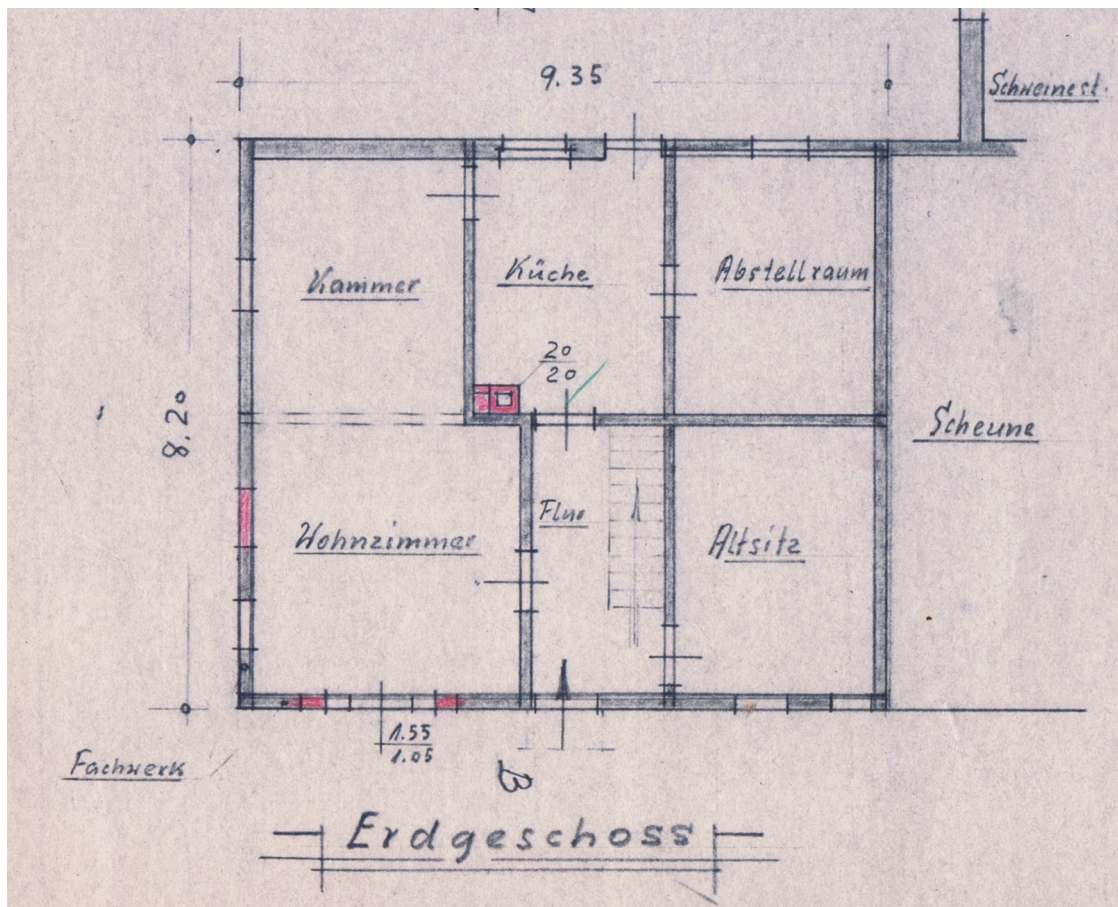 9.35
Schweinest.
Kammer
Küche
Abstellraum
20
20
8.20
Scheune
Wohnzimmer
Flur
Altsitz
1.55
1.05
Fachwerk
B
Erdgeschoss